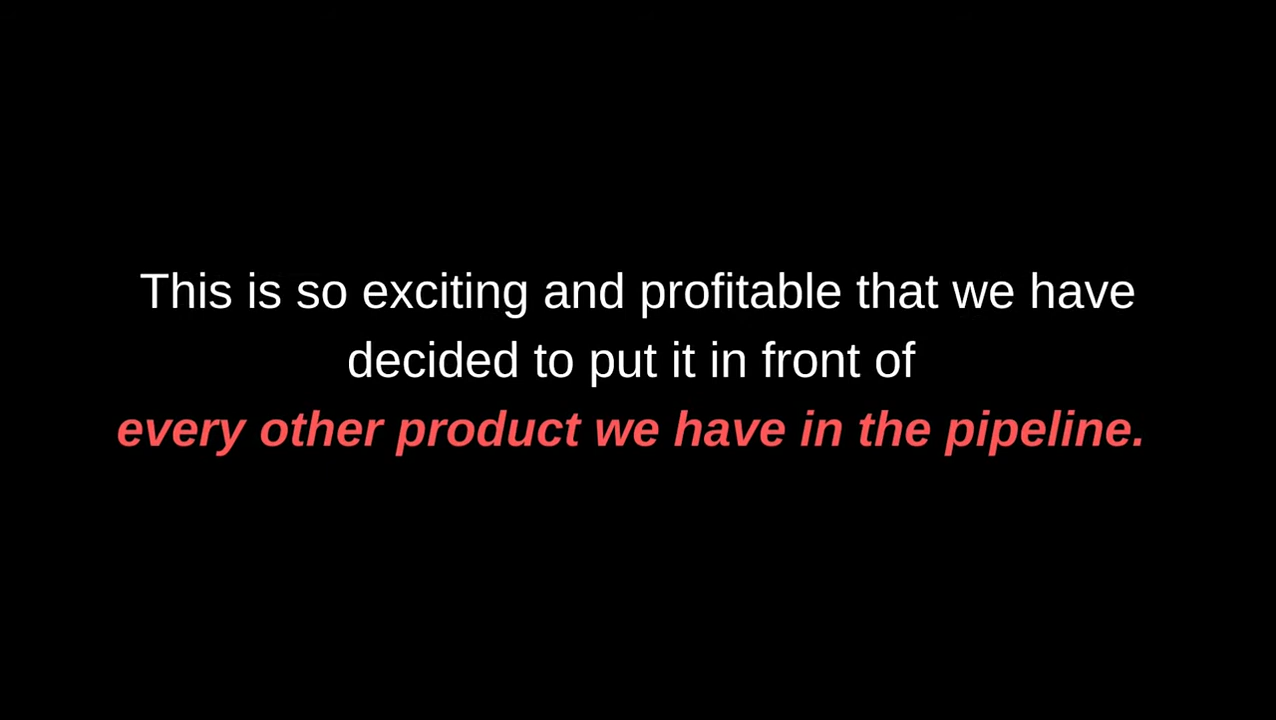 This is so exciting and profitable that we have
decided to put it in front of
every other product we have in the pipeline.